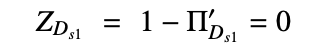 Z_{D_{s1}} = 1 − Π′_{D_{s1}} = 0